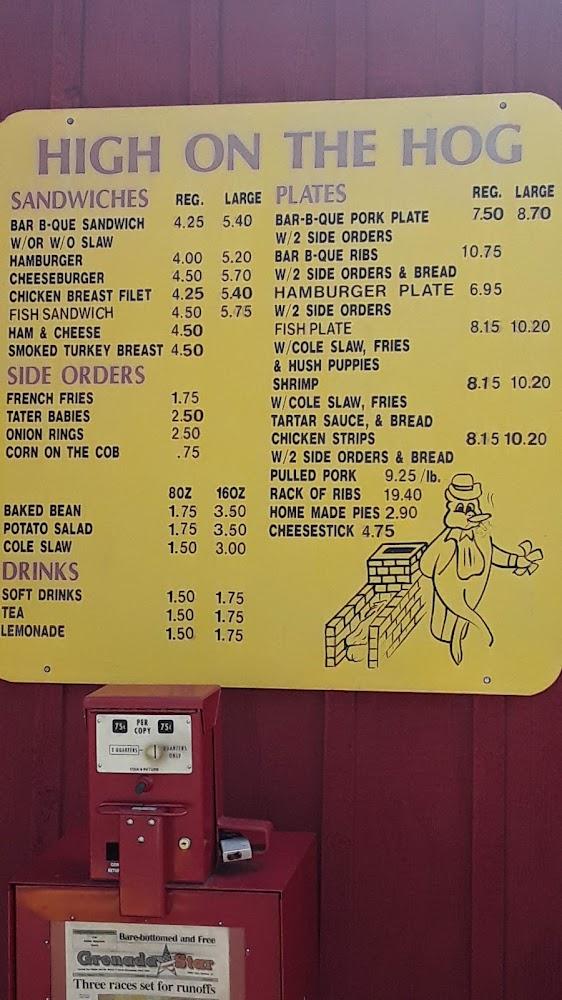 HIGH ON THE HOG
SANDWICHES REG. LARGE
BAR B-QUE SANDWICH 4.25 5.40
W/OR W/O SLAW
HAMBURGER 4.00 5.20
CHEESEBURGER 4.50 5.70
CHICKEN BREAST FILET 4.25 5.40
FISH SANDWICH 4.50 5.75
HAM & CHEESE 4.50
SMOKED TURKEY BREAST 4.50
SIDE ORDERS
FRENCH FRIES 1.75
TATER BABIES 2.50
ONION RINGS 2.50
CORN ON THE COB .75
8OZ 16OZ
BAKED BEAN 1.75 3.50
POTATO SALAD 1.75 3.50
COLE SLAW 1.50 3.00
DRINKS
SOFT DRINKS 1.50 1.75
TEA 1.50 1.75
LEMONADE 1.50 1.75
PLATES REG. LARGE
BAR-B-QUE PORK PLATE 7.50 8.70
W/2 SIDE ORDERS
BAR B-QUE RIBS 10.75
W/2 SIDE ORDERS & BREAD
HAMBURGER PLATE 6.95
W/2 SIDE ORDERS
FISH PLATE 8.15 10.20
W/COLE SLAW, FRIES
& HUSH PUPPIES
SHRIMP 8.15 10.20
W/COLE SLAW, FRIES
TARTAR SAUCE, & BREAD
CHICKEN STRIPS 8.15 10.20
W/2 SIDE ORDERS & BREAD
PULLED PORK 9.25 /lb.
RACK OF RIBS 19.40
HOME MADE PIES 2.90
CHEESESTICK 4.75
75¢ PER COPY 75¢
3 QUARTERS QUARTERS ONLY
COIN RETURN
Bare-bottomed and Free
Grenada Star
Three races set for runoffs